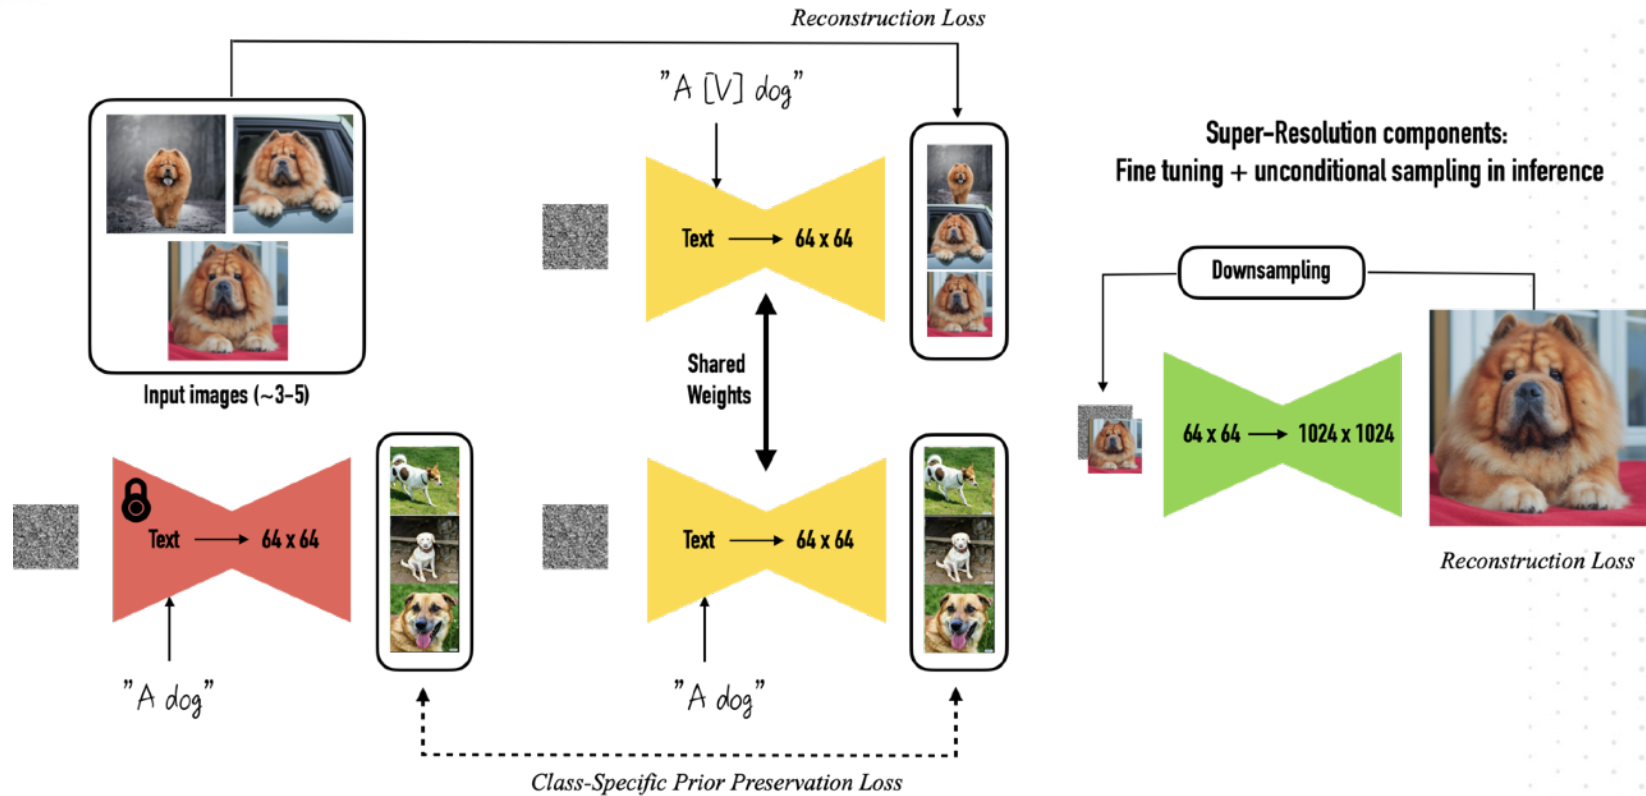 Reconstruction Loss
"A [V] dog"
Text
64 x 64
Input images (~3-5)
Shared
Weights
Text
64 x 64
"A dog"
Text
64 x 64
"A dog"
Class-Specific Prior Preservation Loss
Super-Resolution components:
Fine tuning + unconditional sampling in inference
Downsampling
64 x 64
1024 x 1024
Reconstruction Loss